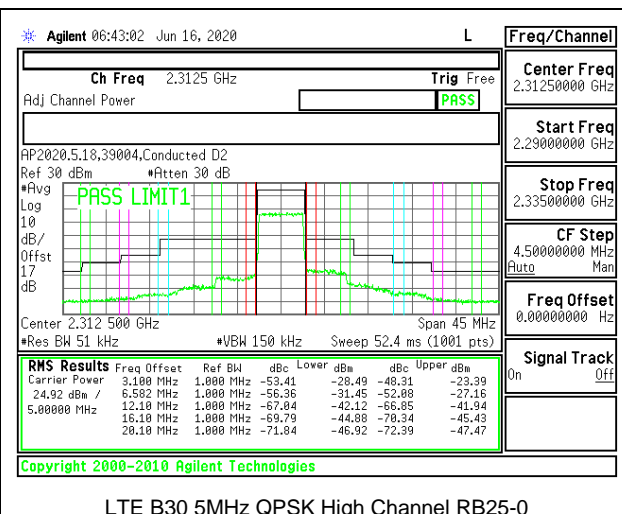 Agilent 06:43:02 Jun 16, 2020 L
Freq/Channel
Ch Freq 2.3125 GHz Trig Free
Adj Channel Power PASS
Center Freq
2.31250000 GHz
Start Freq
2.29000000 GHz
Stop Freq
2.33500000 GHz
CF Step
4.50000000 MHz
Auto Man
Freq Offset
0.00000000 Hz
Signal Track
On Off
AP2020.5.18,39004,Conducted D2
Ref 30 dBm #Atten 30 dB
#Avg
Log
10
dB/
Offst
17
dB
PASS LIMIT1
Center 2.312 500 GHz Span 45 MHz
#Res BW 51 kHz #VBW 150 kHz Sweep 52.4 ms (1001 pts)
RMS Results Freq Offset Ref BW dBc Lower dBm dBc Upper dBm
Carrier Power 3.100 MHz 1.000 MHz -53.41 -28.49 -48.31 -23.39
24.92 dBm / 6.582 MHz 1.000 MHz -56.36 -31.45 -52.08 -27.16
5.00000 MHz 12.10 MHz 1.000 MHz -67.04 -42.12 -66.85 -41.94
16.10 MHz 1.000 MHz -69.79 -44.88 -70.34 -45.43
20.10 MHz 1.000 MHz -71.84 -46.92 -72.39 -47.47
Copyright 2000-2010 Agilent Technologies
LTE B30 5MHz QPSK High Channel RB25-0